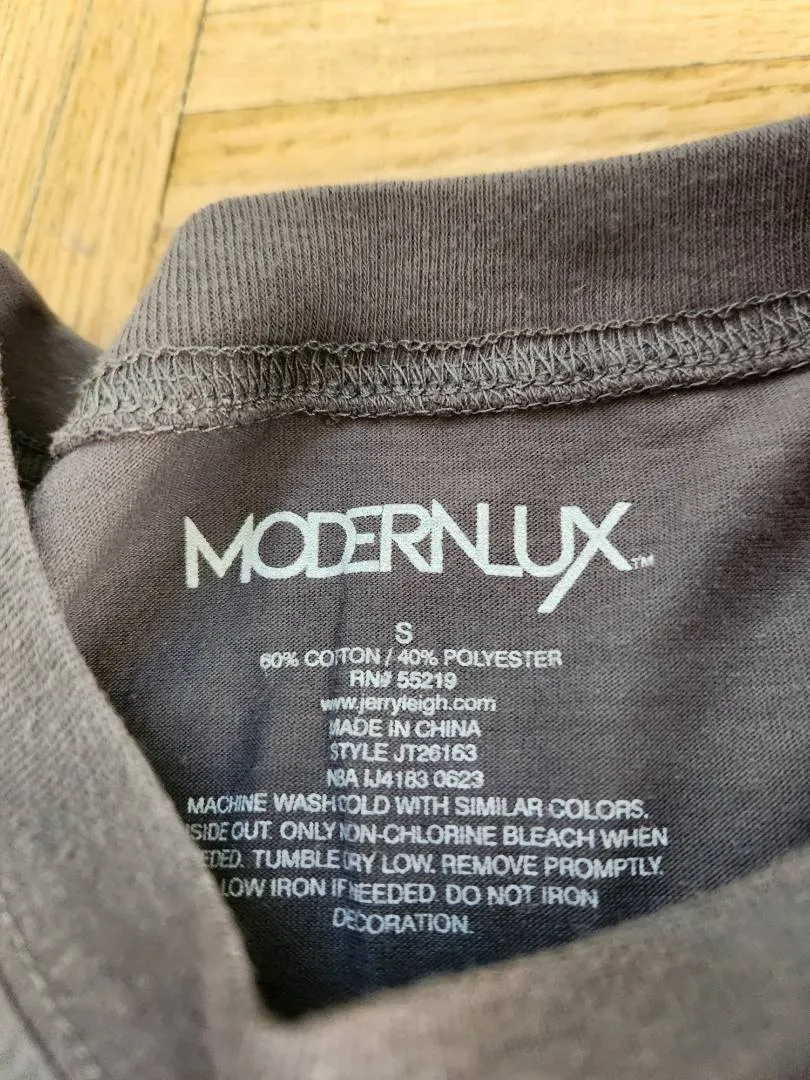 MODERNLUX™
S
60% COTTON / 40% POLYESTER
RN# 55219
www.jerryleigh.com
MADE IN CHINA
STYLE JT26163
NBA IJ4183 0623
MACHINE WASH COLD WITH SIMILAR COLORS.
SIDE OUT. ONLY NON-CHLORINE BLEACH WHEN
EDED. TUMBLE DRY LOW. REMOVE PROMPTLY.
LOW IRON IF NEEDED. DO NOT IRON
DECORATION.